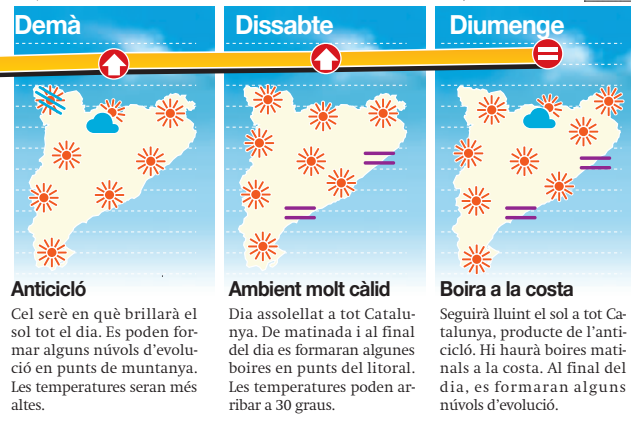 Demà
Anticicló
Cel serè en què brillarà el
sol tot el dia. Es poden for-
mar alguns núvols d'evolu-
ció en punts de muntanya.
Les temperatures seran més
altes.
Dissabte
Ambient molt càlid
Dia assolellat a tot Catalu-
nya. De matinada i al final
del dia es formaran algunes
boires en punts del litoral.
Les temperatures poden ar-
ribar a 30 graus.
Diumenge
Boira a la costa
Seguirà lluint el sol a tot Ca-
talunya, producte de l'anti-
cicló. Hi haurà boires mati-
nals a la costa. Al final del
dia, es formaran alguns
núvols d'evolució.